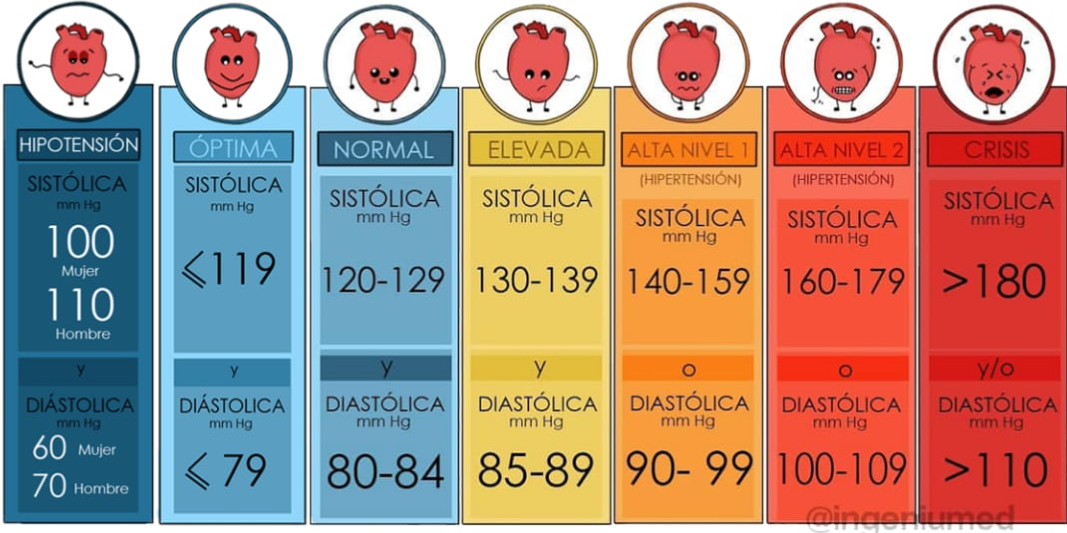 HIPOTENSIÓN
SISTÓLICA
mm Hg
100
Mujer
110
Hombre
y
DIÁSTOLICA
mm Hg
60 Mujer
70 Hombre
ÓPTIMA
SISTÓLICA
mm Hg
⩽119
y
DIÁSTOLICA
mm Hg
⩽ 79
NORMAL
SISTÓLICA
mm Hg
120-129
y
DIASTÓLICA
mm Hg
80-84
ELEVADA
SISTÓLICA
mm Hg
130-139
y
DIASTÓLICA
mm Hg
85-89
ALTA NIVEL 1
(HIPERTENSIÓN)
SISTÓLICA
mm Hg
140-159
o
DIASTÓLICA
mm Hg
90- 99
ALTA NIVEL 2
(HIPERTENSIÓN)
SISTÓLICA
mm Hg
160-179
o
DIASTÓLICA
mm Hg
100-109
CRISIS
SISTÓLICA
mm Hg
>180
y/o
DIASTÓLICA
mm Hg
>110
@ingeniumed